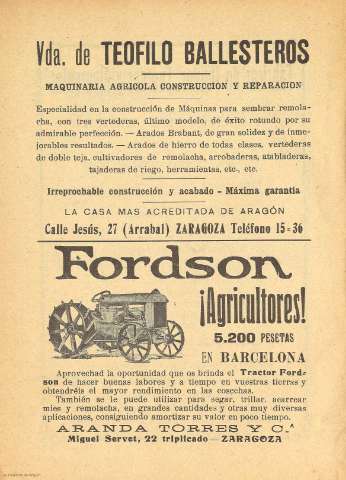 Vda. de TEOFILO BALLESTEROS
MAQUINARIA AGRICOLA CONSTRUCCION Y REPARACION
Especialidad en la construcción de Máquinas para sembrar remola-
cha, con tres vertederas, último modelo, de éxito rotundo por su
admirable perfección. — Arados Brabant, de gran solidez y de inme-
jorables resultados. — Arados de hierro de todas clases, vertederas
de doble teja, cultivadores de remolacha, arrobaderas, atabladeras,
tajaderas de riego, herramientas, etc., etc.
Irreprochable construcción y acabado - Máxima garantía
LA CASA MAS ACREDITADA DE ARAGÓN
Calle Jesús, 27 (Arrabal) ZARAGOZA Teléfono 15=36
Fordson
¡Agricultores!
5.200 PESETAS
EN BARCELONA
Aprovechad la oportunidad que os brinda el Tractor Ford-
son de hacer buenas labores y a tiempo en vuestras tierras y
obtendréis el mayor rendimiento en las cosechas.
También se le puede utilizar para segar, trillar, acarrear
mies y remolacha, en grandes cantidades y otras muy diversas
aplicaciones, consiguiendo amortizar su valor en poco tiempo.
ARANDA TORRES Y C.ª
Miguel Servet, 22 triplicado — ZARAGOZA